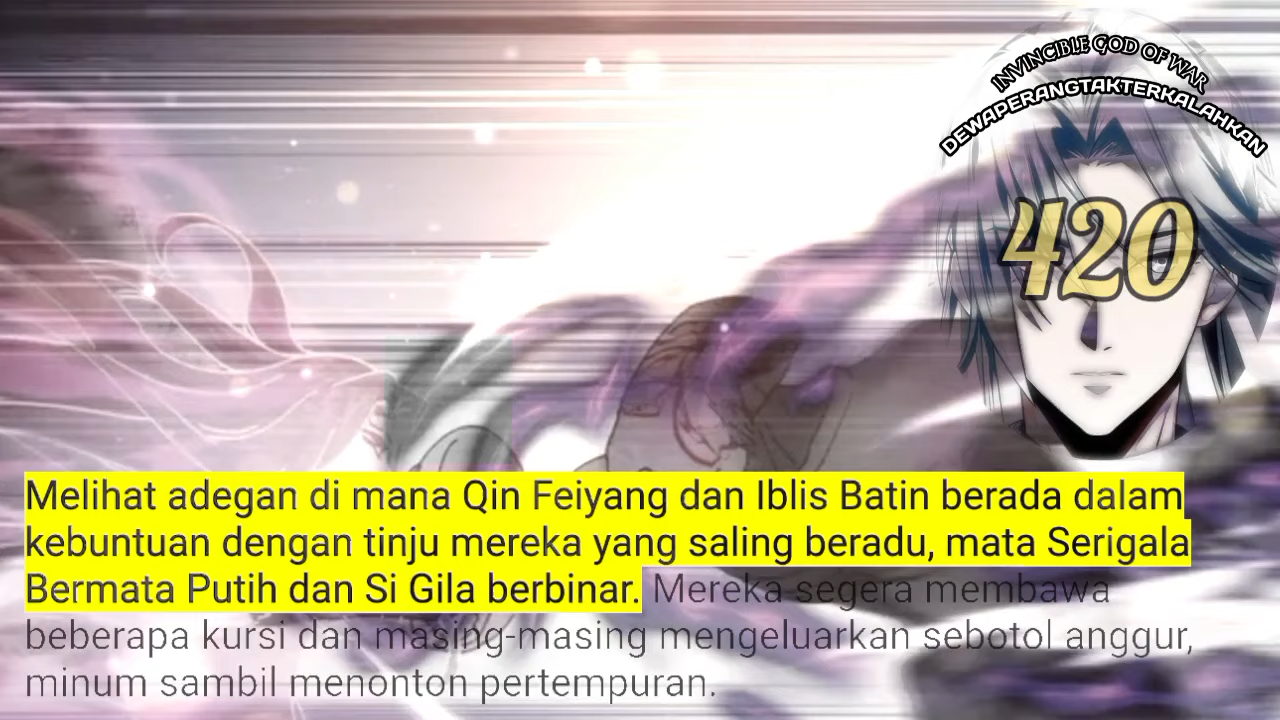 INVINCIBLE GOD OF WAR
DEWAPERANGTAKTERKALAHKAN
420
Melihat adegan di mana Qin Feiyang dan Iblis Batin berada dalam
kebuntuan dengan tinju mereka yang saling beradu, mata Serigala
Bermata Putih dan Si Gila berbinar. Mereka segera membawa
beberapa kursi dan masing-masing mengeluarkan sebotol anggur,
minum sambil menonton pertempuran.